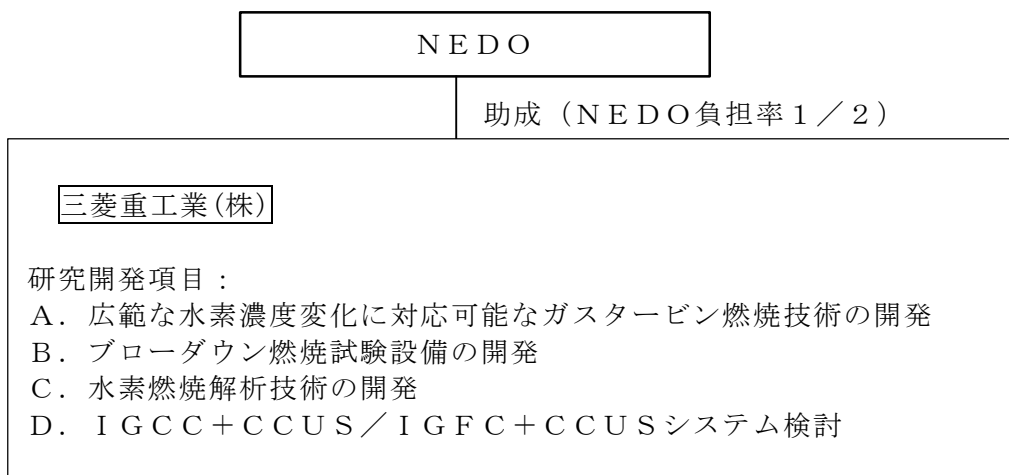 ＮＥＤＯ
助成（ＮＥＤＯ負担率１／２）
三菱重工業(株)
研究開発項目：
Ａ．広範な水素濃度変化に対応可能なガスタービン燃焼技術の開発
Ｂ．ブローダウン燃焼試験設備の開発
Ｃ．水素燃焼解析技術の開発
Ｄ．ＩＧＣＣ＋ＣＣＵＳ／ＩＧＦＣ＋ＣＣＵＳシステム検討